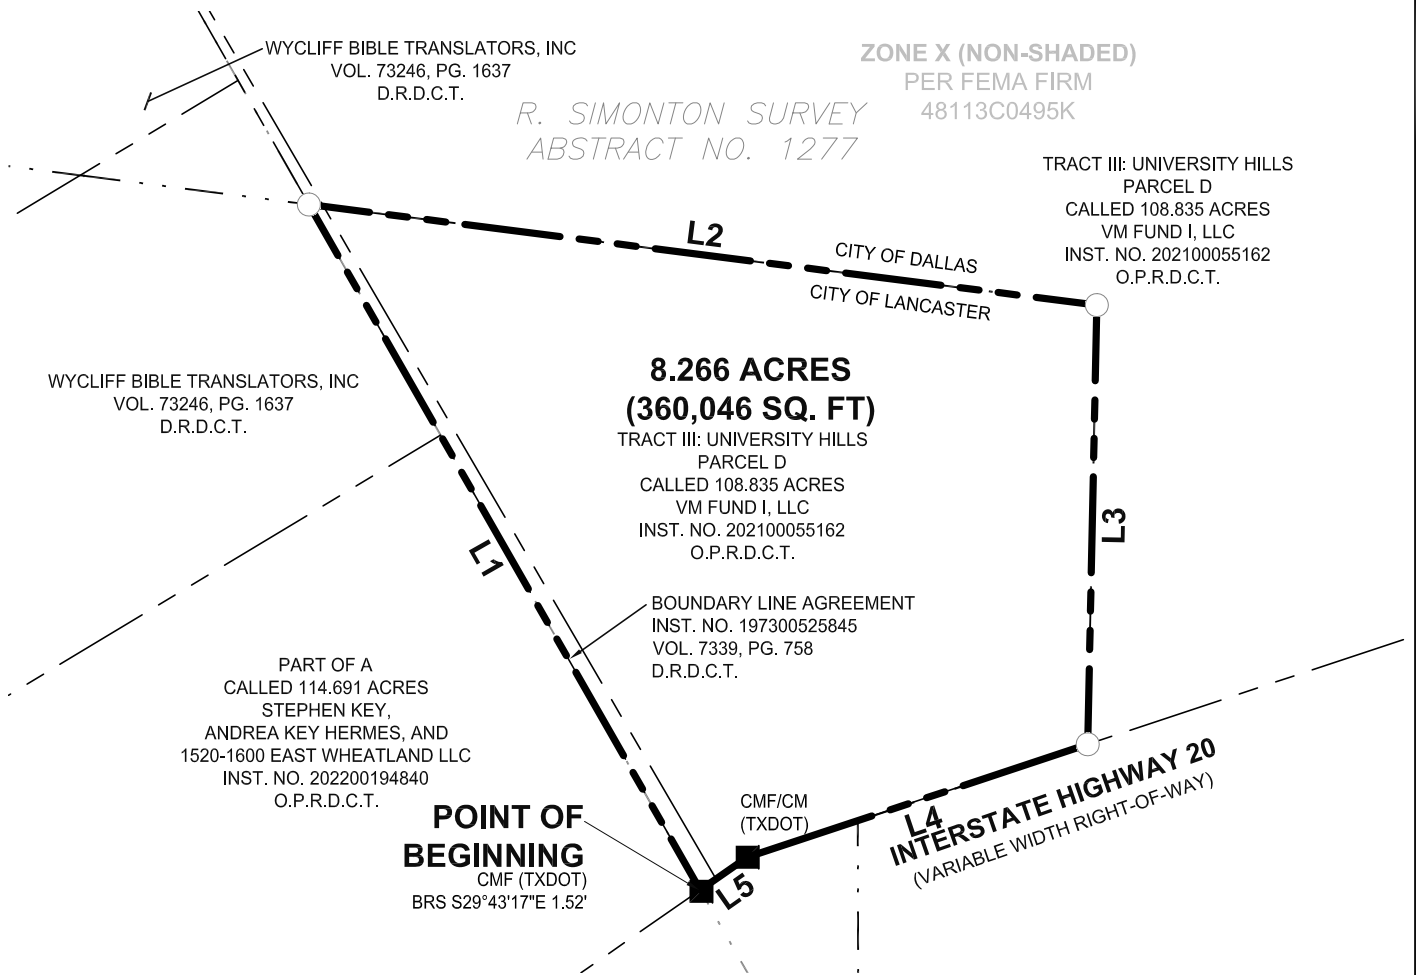 WYCLIFF BIBLE TRANSLATORS, INC
VOL. 73246, PG. 1637
D.R.D.C.T.
ZONE X (NON-SHADED)
PER FEMA FIRM
48113C0495K
R. SIMONTON SURVEY
ABSTRACT NO. 1277
TRACT III: UNIVERSITY HILLS
PARCEL D
CALLED 108.835 ACRES
VM FUND I, LLC
INST. NO. 202100055162
O.P.R.D.C.T.
L2
CITY OF DALLAS
CITY OF LANCASTER
WYCLIFF BIBLE TRANSLATORS, INC
VOL. 73246, PG. 1637
D.R.D.C.T.
8.266 ACRES
(360,046 SQ. FT)
TRACT III: UNIVERSITY HILLS
PARCEL D
CALLED 108.835 ACRES
VM FUND I, LLC
INST. NO. 202100055162
O.P.R.D.C.T.
L3
L1
BOUNDARY LINE AGREEMENT
INST. NO. 197300525845
VOL. 7339, PG. 758
D.R.D.C.T.
PART OF A
CALLED 114.691 ACRES
STEPHEN KEY,
ANDREA KEY HERMES, AND
1520-1600 EAST WHEATLAND LLC
INST. NO. 202200194840
O.P.R.D.C.T.
POINT OF
BEGINNING
CMF (TXDOT)
BRS S29°43'17"E 1.52'
CMF/CM
(TXDOT)
L4
INTERSTATE HIGHWAY 20
(VARIABLE WIDTH RIGHT-OF-WAY)
L5